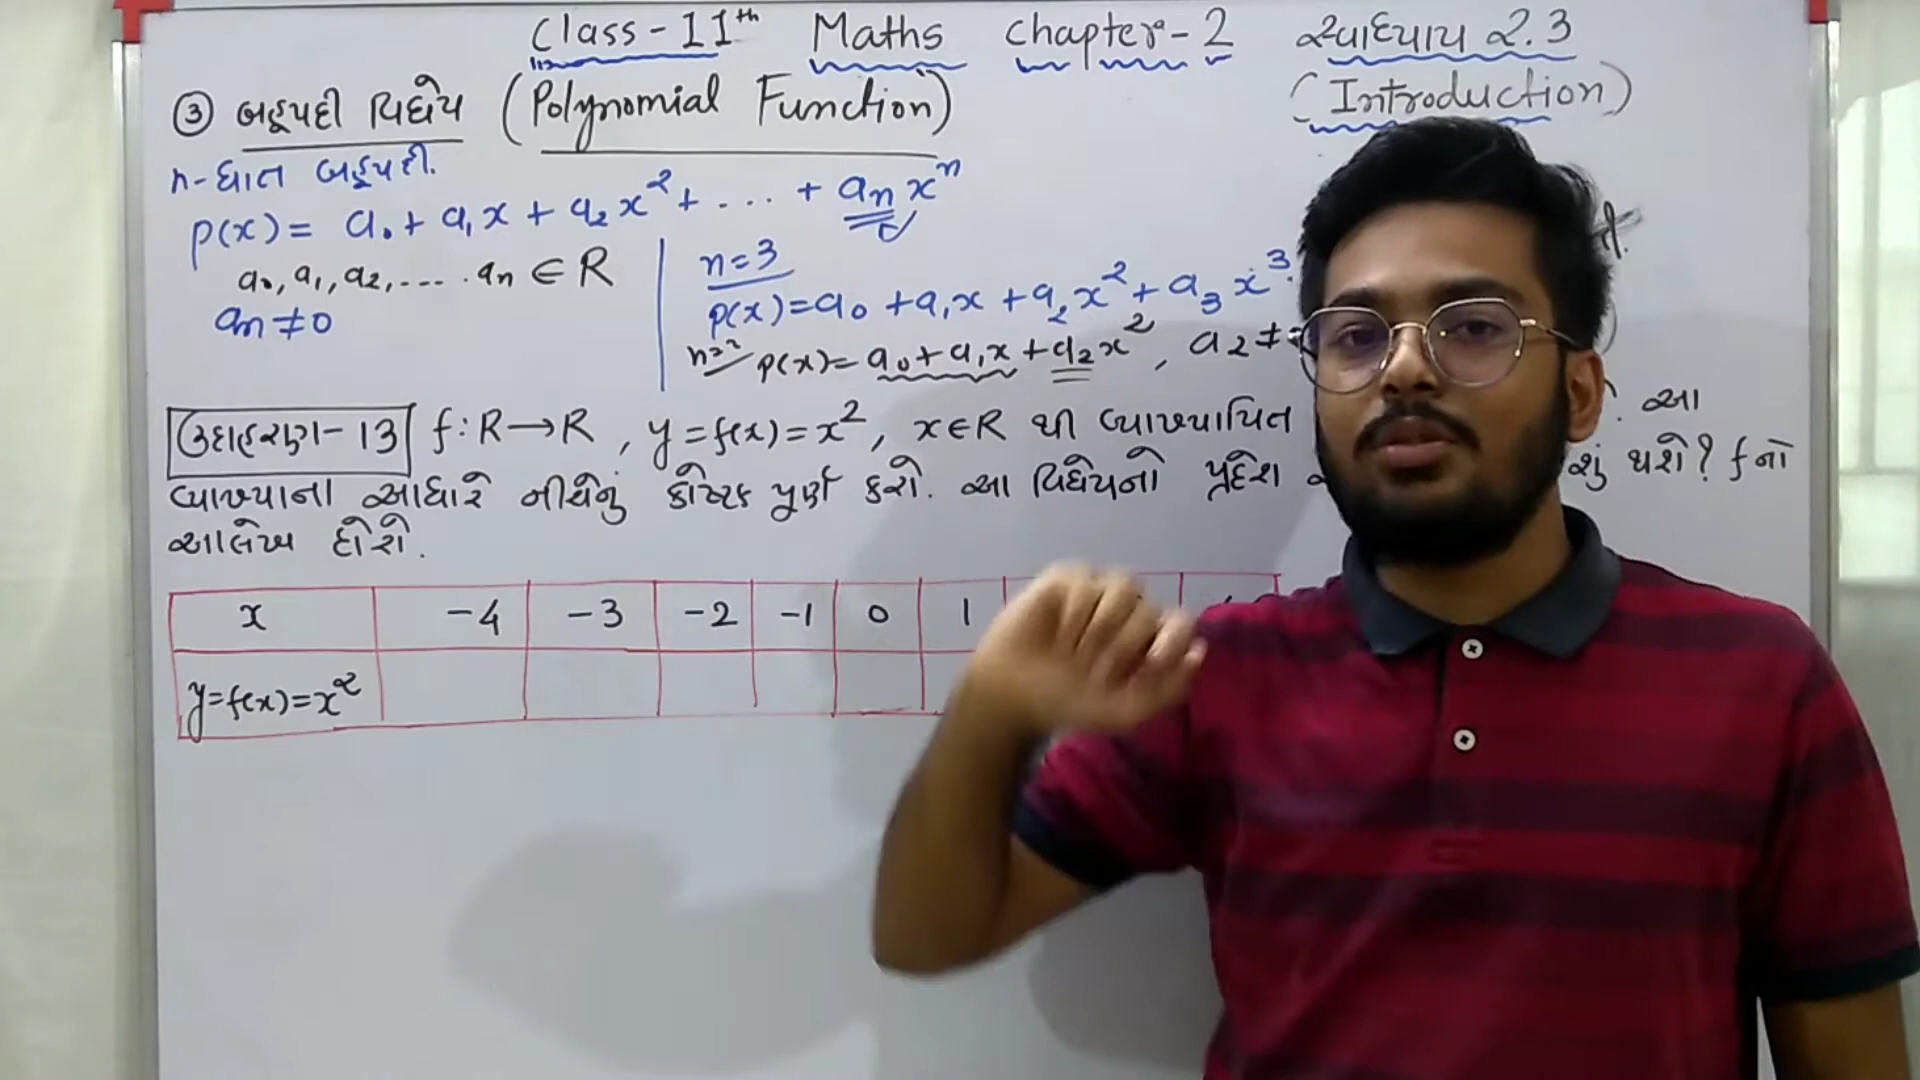 Class-11th Maths Chapter-2 સ્વાધ્યાય 2.3
(Introduction)
③ બહુપદી વિધેય (Polynomial Function)
n-ઘાત બહુપદી.
p(x) = a₀ + a₁x + a₂x² + ... + aₙxⁿ
a₀, a₁, a₂, .... aₙ ∈ R
aₙ ≠ 0
n=3
p(x) = a₀ + a₁x + a₂x² + a₃x³
n=2 p(x) = a₀ + a₁x + a₂x², a₂ ≠
ઉદાહરણ-13 f : R → R, y = f(x) = x², x ∈ R થી વ્યાખ્યાયિત . આ
વ્યાખ્યાના આધારે નીચેનું કોષ્ટક પૂર્ણ કરો. આ વિધેયનો પ્રદેશ શું થશે? f નો
આલેખ દોરો.
x -4 -3 -2 -1 0 1
y=f(x)=x²